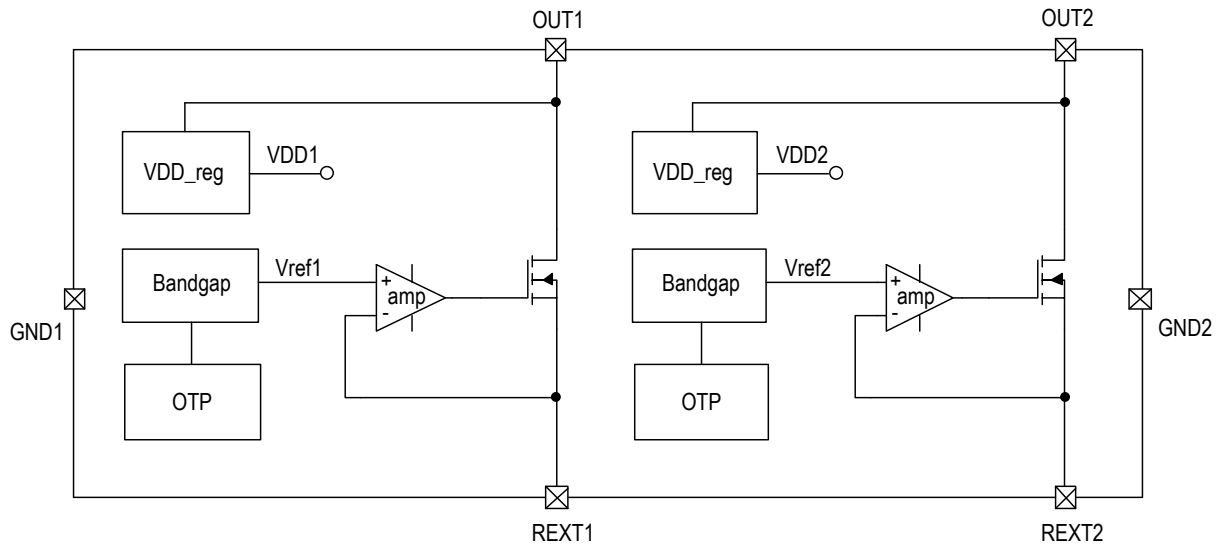 OUT1
OUT2
VDD_reg
VDD1
VDD_reg
VDD2
Bandgap
Vref1
+
amp
-
Bandgap
Vref2
+
amp
-
GND1
GND2
OTP
OTP
REXT1
REXT2